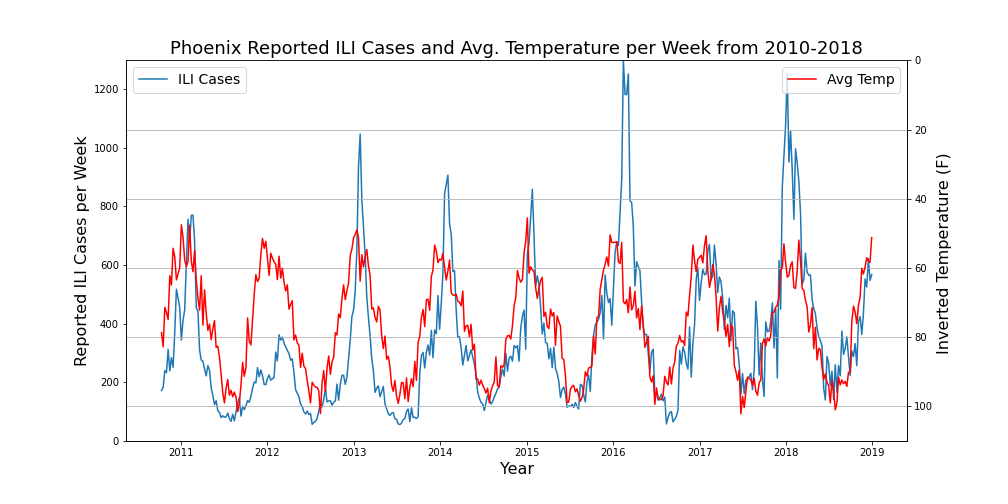 Phoenix Reported ILI Cases and Avg. Temperature per Week from 2010-2018
ILI Cases
Avg Temp
Reported ILI Cases per Week
1200
1000
800
600
400
200
0
Inverted Temperature (F)
0
20
40
60
80
100
2011 2012 2013 2014 2015 2016 2017 2018 2019
Year